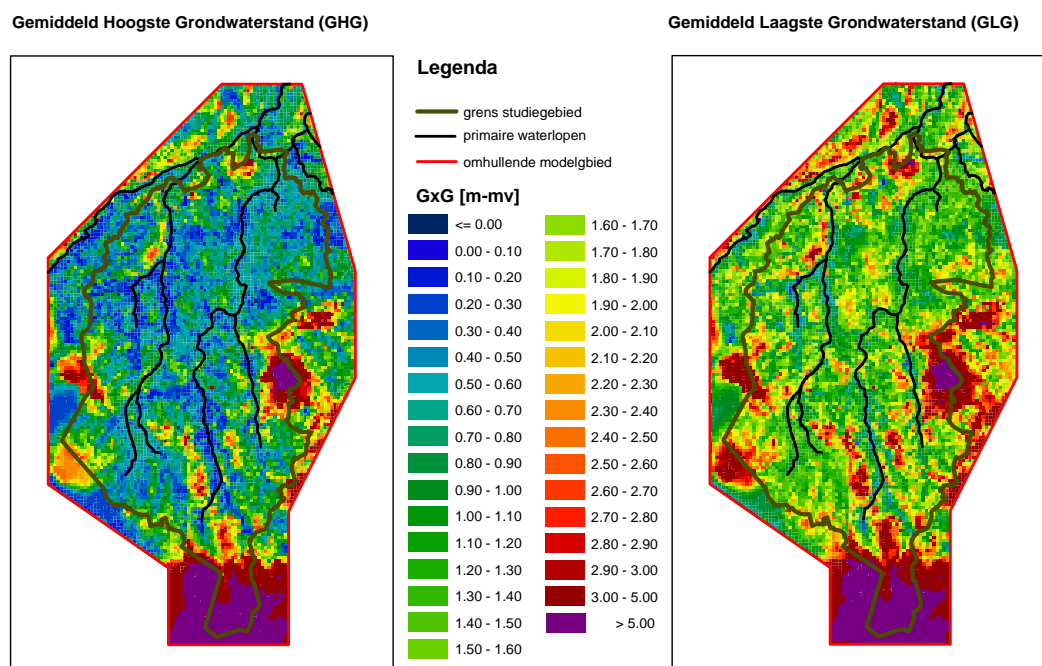 Gemiddeld Hoogste Grondwaterstand (GHG)
Gemiddeld Laagste Grondwaterstand (GLG)
Legenda
grens studiegebied
primaire waterlopen
omhullende modelgbied
GxG [m-mv]
<= 0.00
0.00 - 0.10
0.10 - 0.20
0.20 - 0.30
0.30 - 0.40
0.40 - 0.50
0.50 - 0.60
0.60 - 0.70
0.70 - 0.80
0.80 - 0.90
0.90 - 1.00
1.00 - 1.10
1.10 - 1.20
1.20 - 1.30
1.30 - 1.40
1.40 - 1.50
1.50 - 1.60
1.60 - 1.70
1.70 - 1.80
1.80 - 1.90
1.90 - 2.00
2.00 - 2.10
2.10 - 2.20
2.20 - 2.30
2.30 - 2.40
2.40 - 2.50
2.50 - 2.60
2.60 - 2.70
2.70 - 2.80
2.80 - 2.90
2.90 - 3.00
3.00 - 5.00
> 5.00